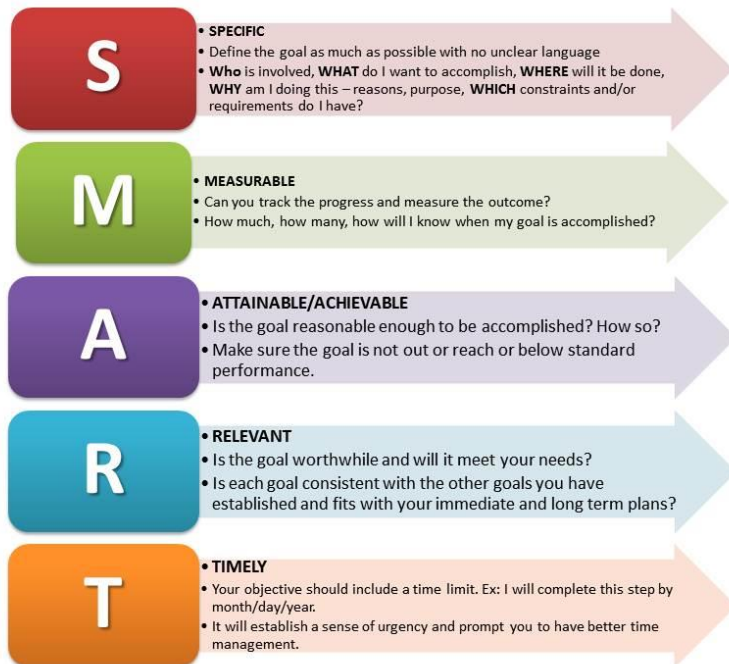 S
• SPECIFIC
• Define the goal as much as possible with no unclear language
• Who is involved, WHAT do I want to accomplish, WHERE will it be done,
WHY am I doing this – reasons, purpose, WHICH constraints and/or
requirements do I have?
M
• MEASURABLE
• Can you track the progress and measure the outcome?
• How much, how many, how will I know when my goal is accomplished?
A
• ATTAINABLE/ACHIEVABLE
• Is the goal reasonable enough to be accomplished? How so?
• Make sure the goal is not out or reach or below standard
performance.
R
• RELEVANT
• Is the goal worthwhile and will it meet your needs?
• Is each goal consistent with the other goals you have
established and fits with your immediate and long term plans?
T
• TIMELY
• Your objective should include a time limit. Ex: I will complete this step by
month/day/year.
• It will establish a sense of urgency and prompt you to have better time
management.